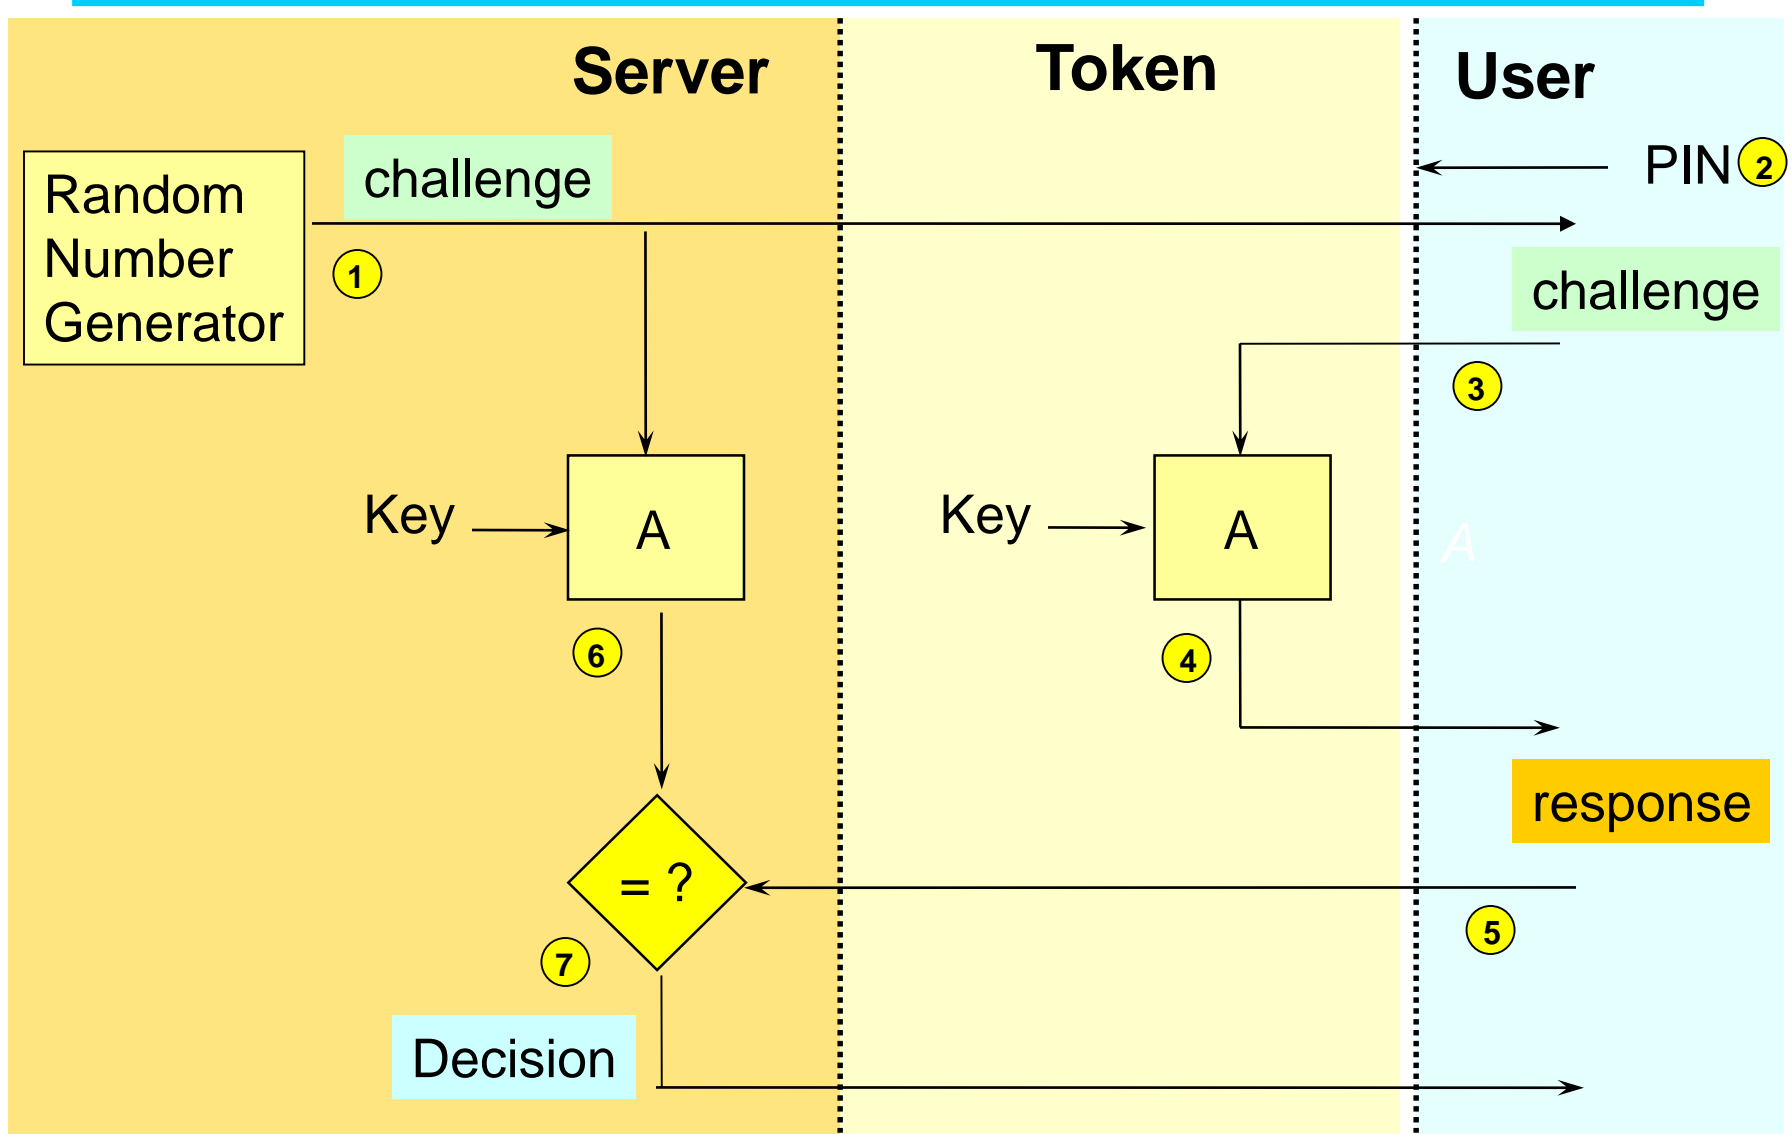 Server
Token
User
Random
Number
Generator
challenge
PIN
2
1
challenge
3
Key
A
Key
A
A
6
4
response
= ?
5
7
Decision